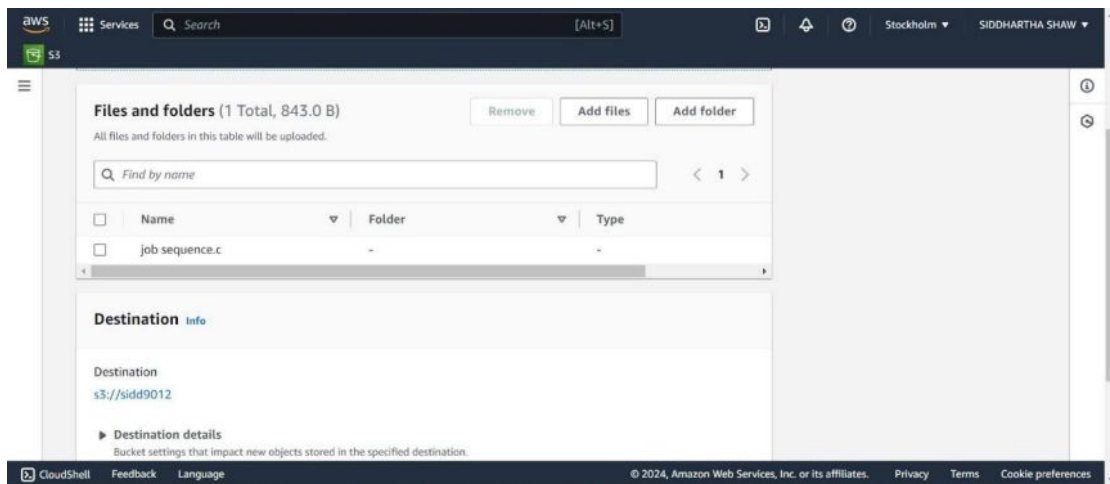 aws Services Search [Alt+S] Stockholm SIDDHARTHA SHAW
S3
Files and folders (1 Total, 843.0 B) Remove Add files Add folder
All files and folders in this table will be uploaded.
Find by name 1
Name Folder Type
job sequence.c - -
Destination Info
Destination
s3://sidd9012
Destination details
Bucket settings that impact new objects stored in the specified destination.
CloudShell Feedback Language © 2024, Amazon Web Services, Inc. or its affiliates. Privacy Terms Cookie preferences